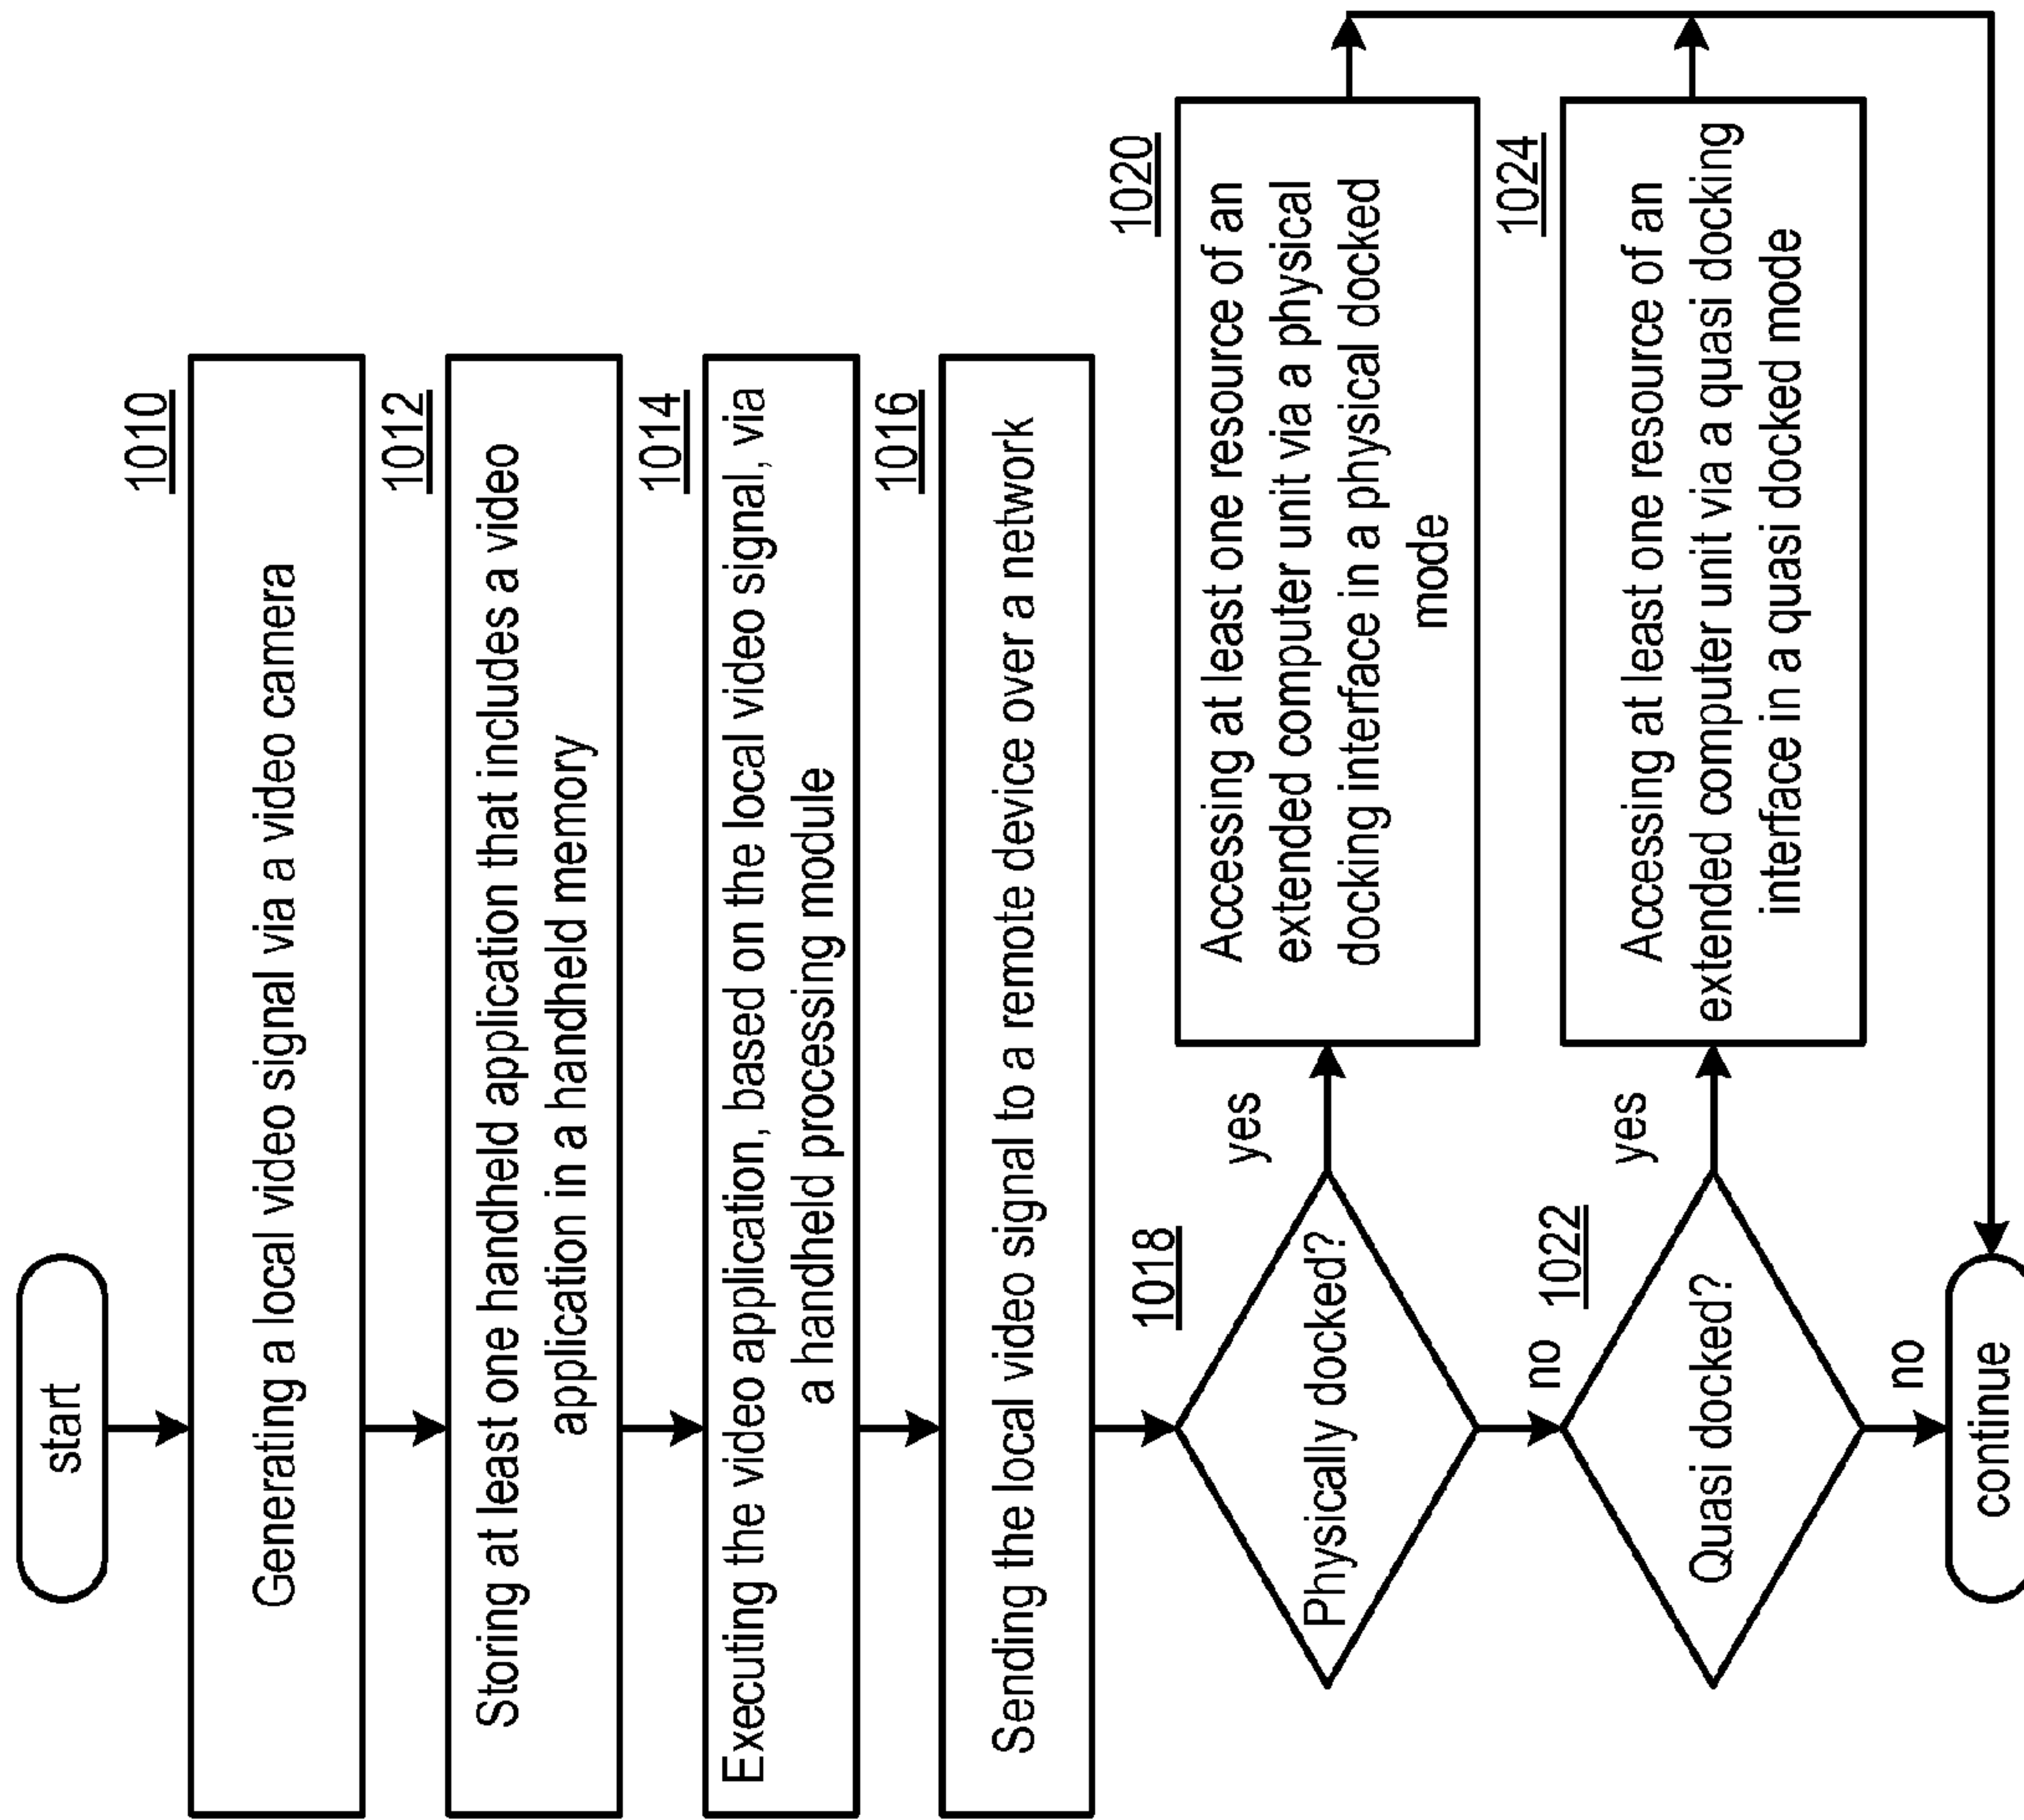 start
1010
Generating a local video signal via a video camera
1012
Storing at least one handheld application that includes a video
application in a handheld memory
1014
Executing the video application, based on the local video signal, via
a handheld processing module
1016
Sending the local video signal to a remote device over a network
1018
Physically docked?
yes
1020
Accessing at least one resource of an
extended computer unit via a physical
docking interface in a physical docked
mode
no
1022
Quasi docked?
yes
1024
Accessing at least one resource of an
extended computer unit via a quasi docking
interface in a quasi docked mode
no
continue